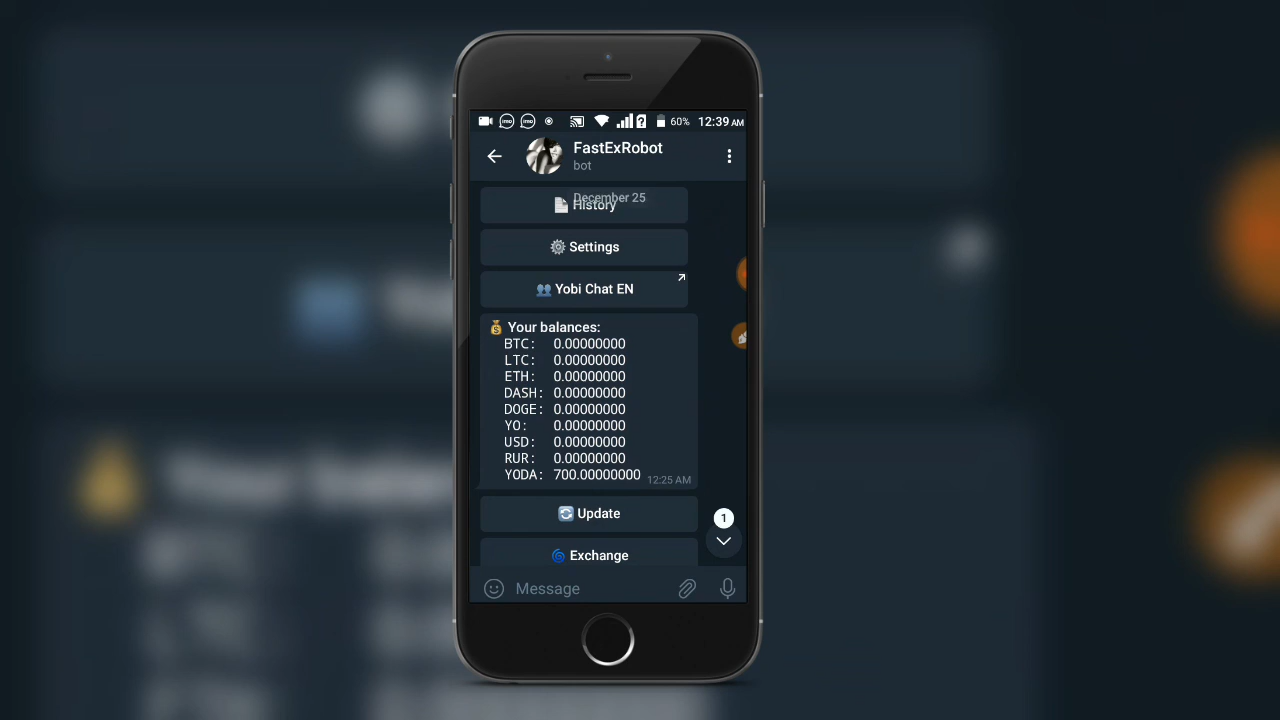 imo imo 60% 12:39 AM
FastExRobot
bot
December 25
History
Settings
Yobi Chat EN
Your balances:
BTC: 0.00000000
LTC: 0.00000000
ETH: 0.00000000
DASH: 0.00000000
DOGE: 0.00000000
YO: 0.00000000
USD: 0.00000000
RUR: 0.00000000
YODA: 700.00000000 12:25 AM
Update
1
Exchange
Message